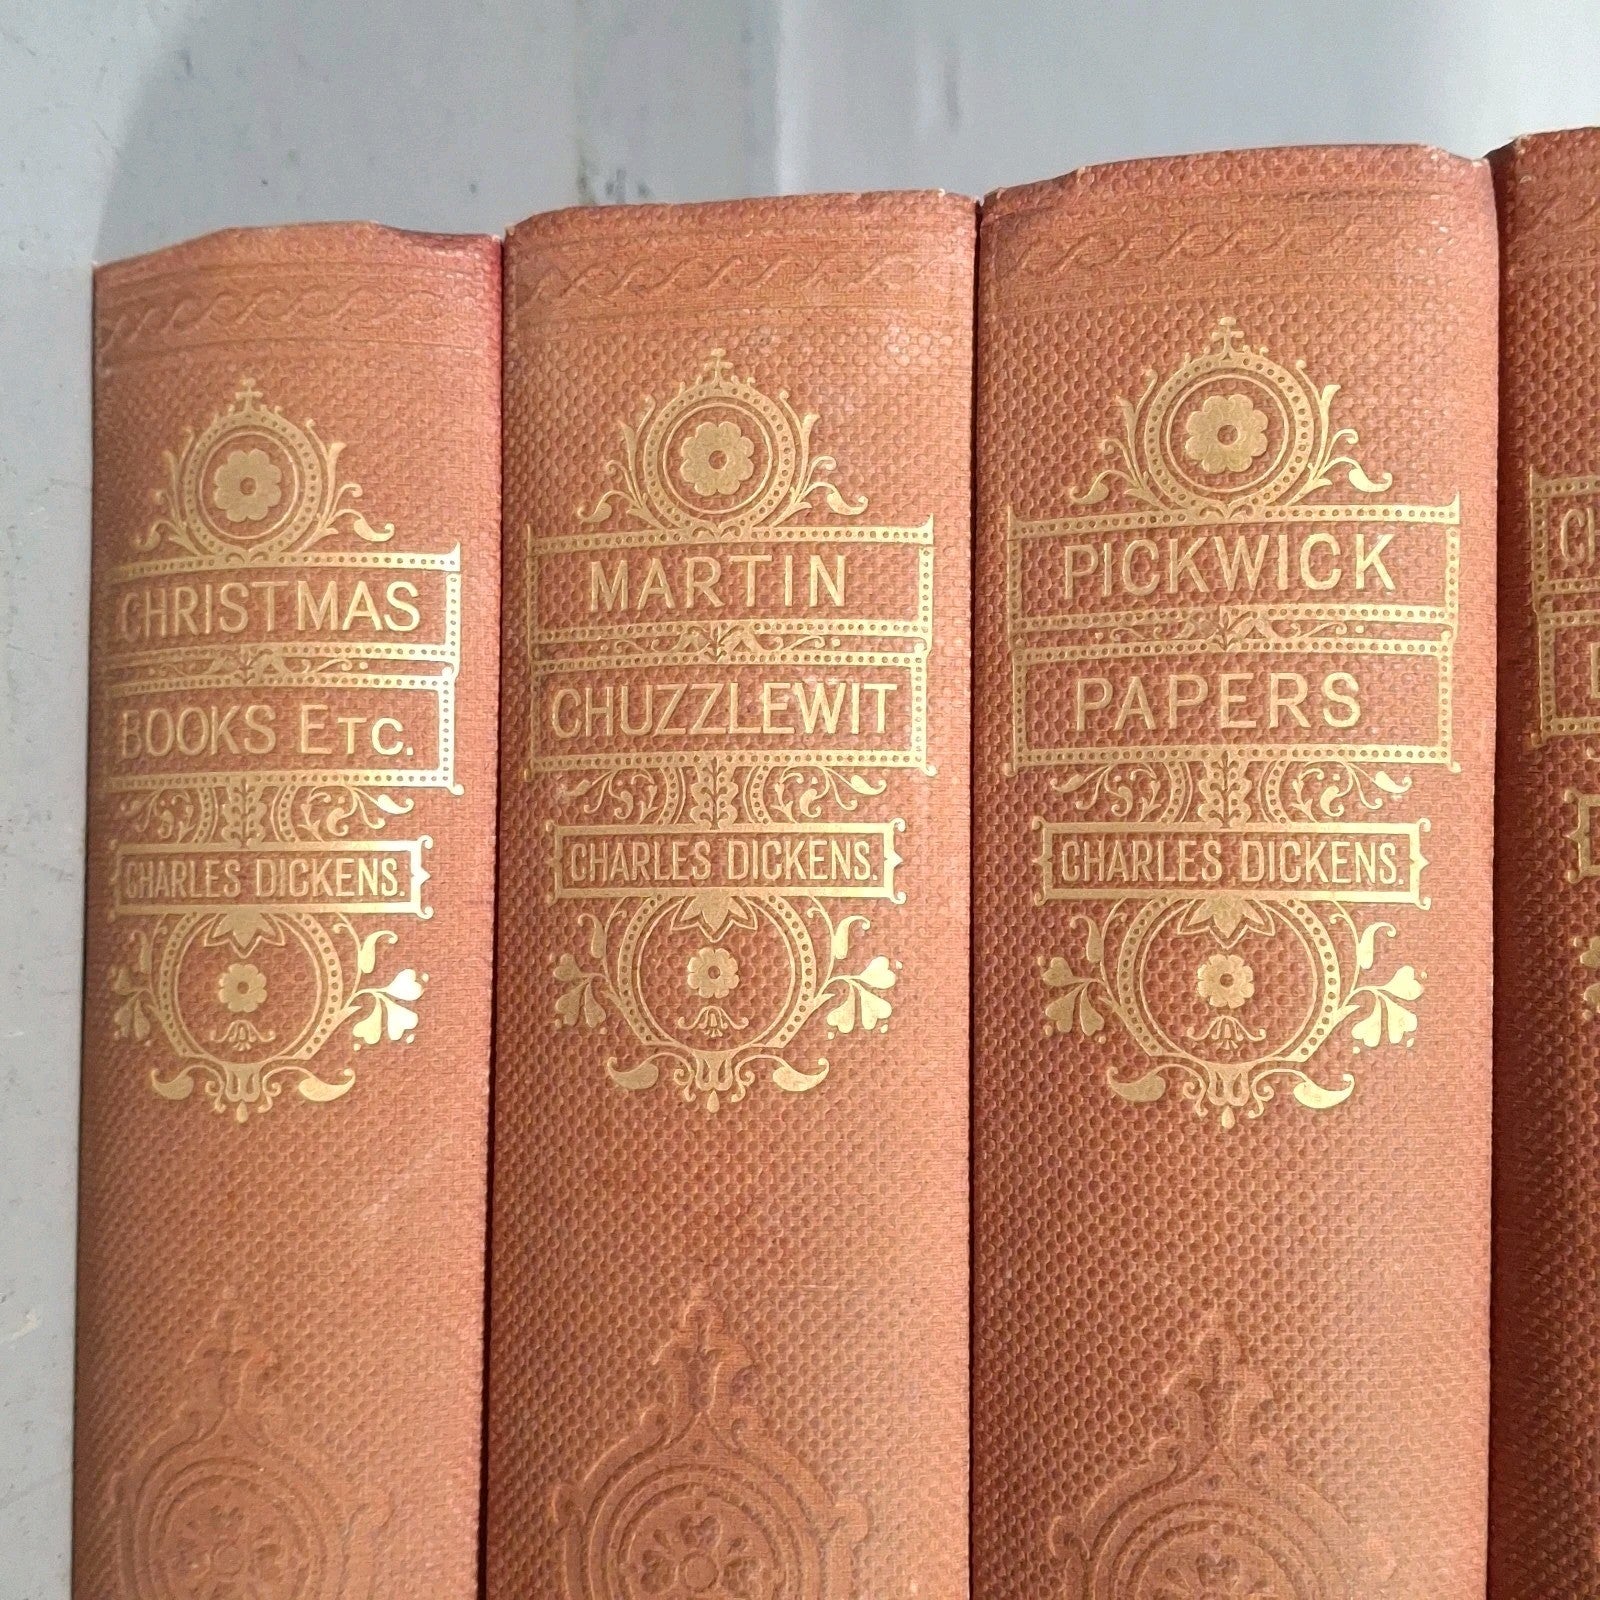 CHRISTMAS
BOOKS ETC.
CHARLES DICKENS.
MARTIN
CHUZZLEWIT
CHARLES DICKENS.
PICKWICK
PAPERS
CHARLES DICKENS.